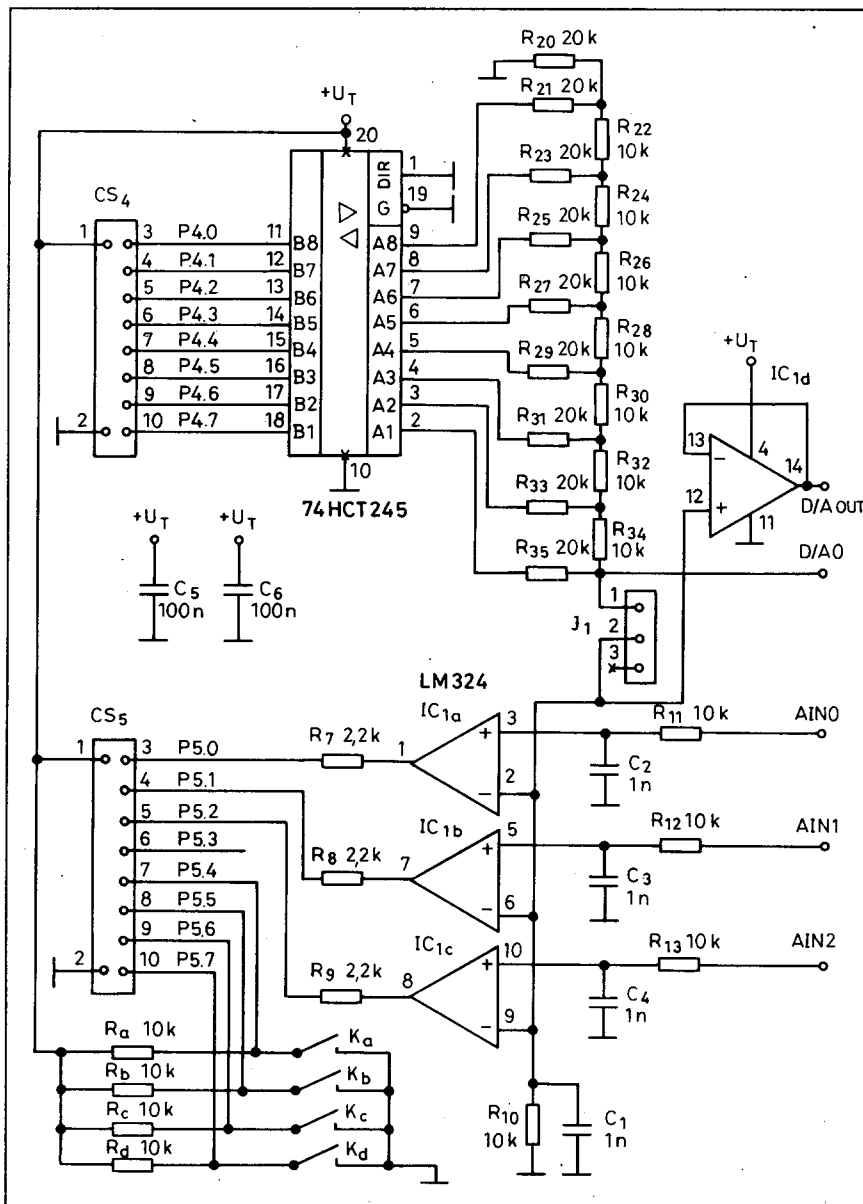 R20 20k
R21 20k
+UT
20
R22
10k
DIR
1
R23 20k
CS4
G
19
R24
10k
1
3
P4.0
11
B8
A8
9
R25 20k
4
P4.1
12
B7
A7
8
R26
10k
5
P4.2
13
B6
A6
7
R27 20k
6
P4.3
14
B5
A5
6
R28
10k
7
P4.4
15
B4
A4
5
R29 20k
+UT
8
P4.5
16
B3
A3
4
R30
10k
IC1d
9
P4.6
17
B2
A2
3
R31 20k
2
10
P4.7
18
B1
A1
2
R32
10k
13
-
4
14
10
R33 20k
12
+
11
D/A OUT
74HCT245
R34
10k
+UT
+UT
R35 20k
D/A0
C5
100n
C6
100n
J1
1
2
3
LM324
CS5
IC1a
R11 10k
AIN0
1
3
P5.0
R7 2,2k
1
+
3
C2
1n
4
P5.1
-
2
5
P5.2
IC1b
5
R12 10k
AIN1
6
P5.3
R8 2,2k
7
+
7
P5.4
C3
1n
8
P5.5
-
6
9
P5.6
IC1c
10
R13 10k
AIN2
2
10
P5.7
R9 2,2k
8
+
C4
1n
-
9
Ra 10k
Ka
Rb 10k
Kb
Rc 10k
Kc
R10
10k
C1
1n
Rd 10k
Kd